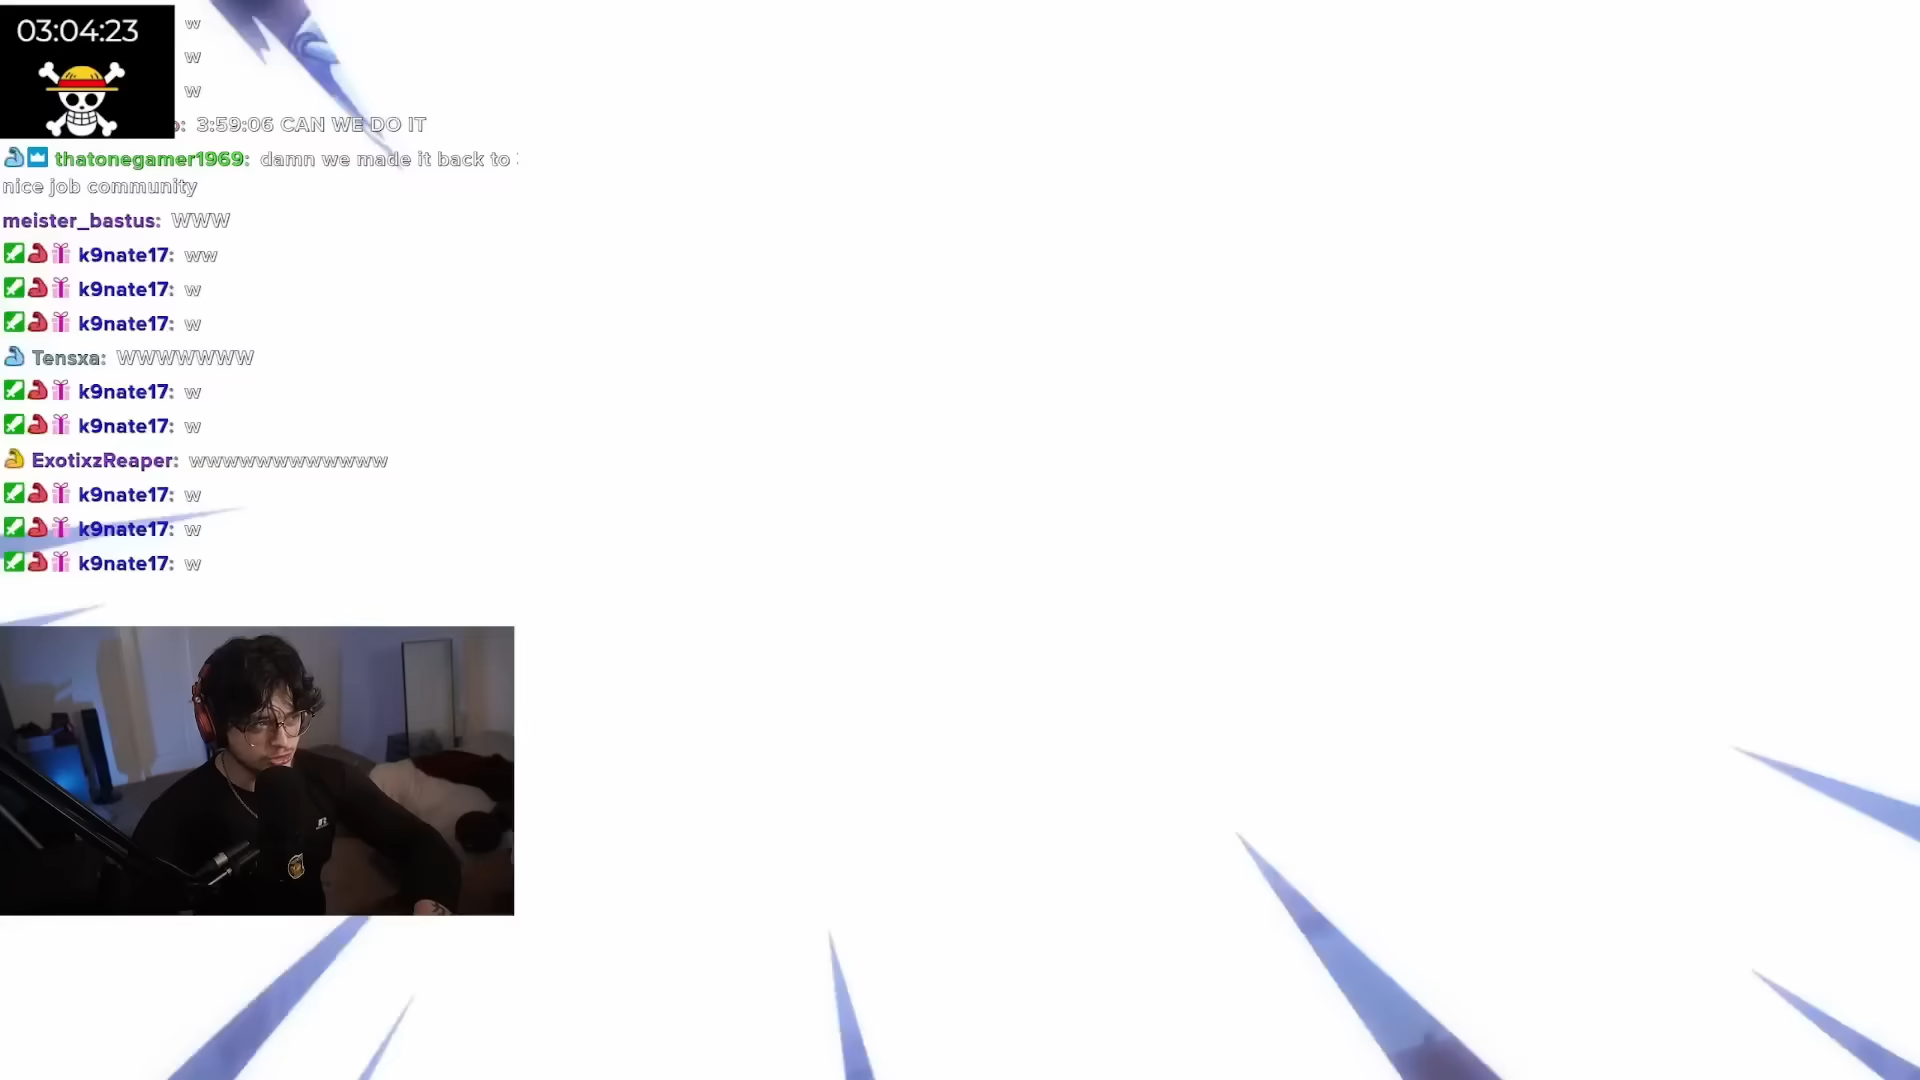 03:04:23
w
w
w
: 3:59:06 CAN WE DO IT
thatonegamer1969: damn we made it back to
nice job community
meister_bastus: WWW
k9nate17: ww
k9nate17: w
k9nate17: w
Tensxa: WWWWWWW
k9nate17: w
k9nate17: w
ExotixzReaper: wwwwwwwwwwww
k9nate17: w
k9nate17: w
k9nate17: w